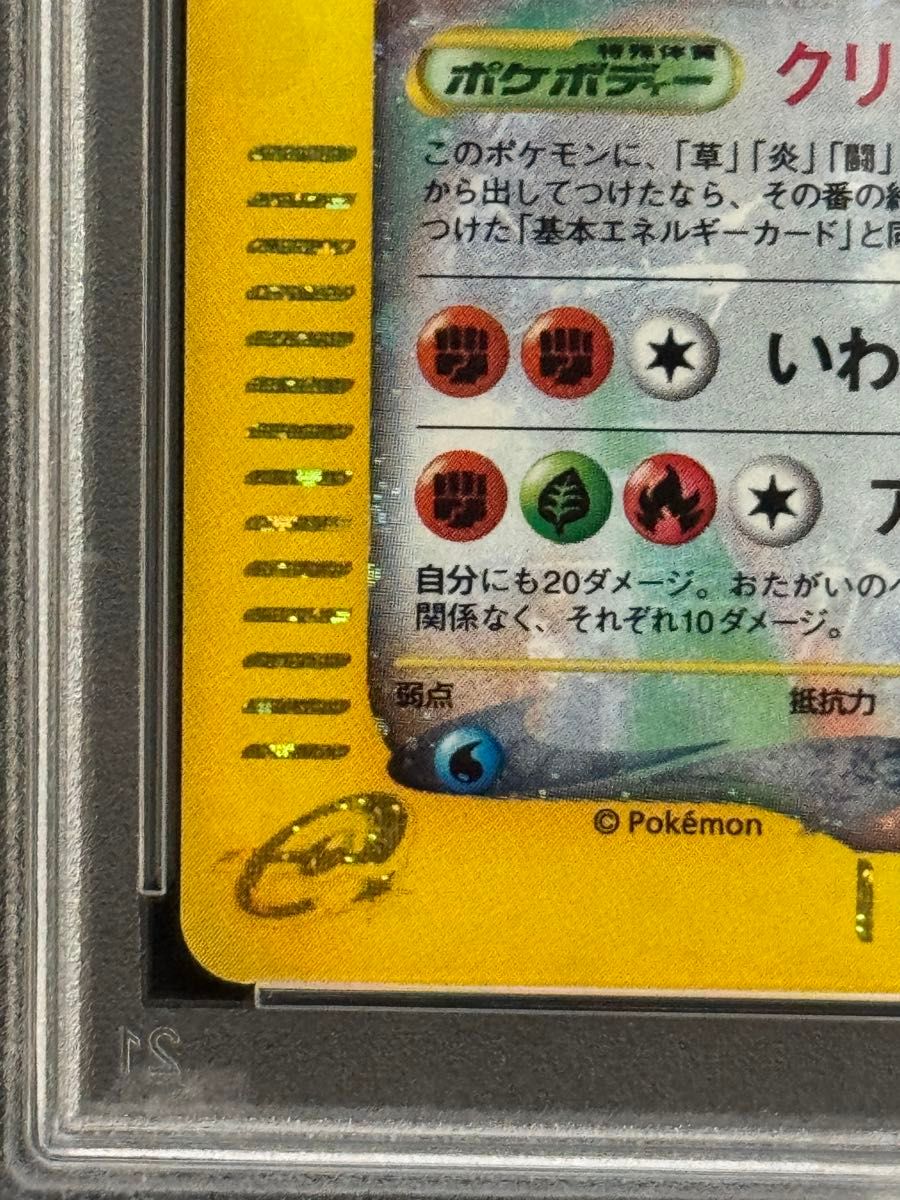 特殊体質
ポケボディー クリ
このポケモンに、「草」「炎」「闘」
から出してつけたなら、その番の終
つけた「基本エネルギーカード」と同
いわ
ア
自分にも20ダメージ。おたがいのベ
関係なく、それぞれ10ダメージ。
弱点 抵抗力
© Pokémon
21